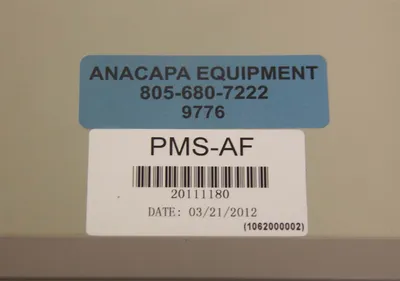 ANACAPA EQUIPMENT
805-680-7222
9776
PMS-AF
20111180
DATE: 03/21/2012
(1062000002)